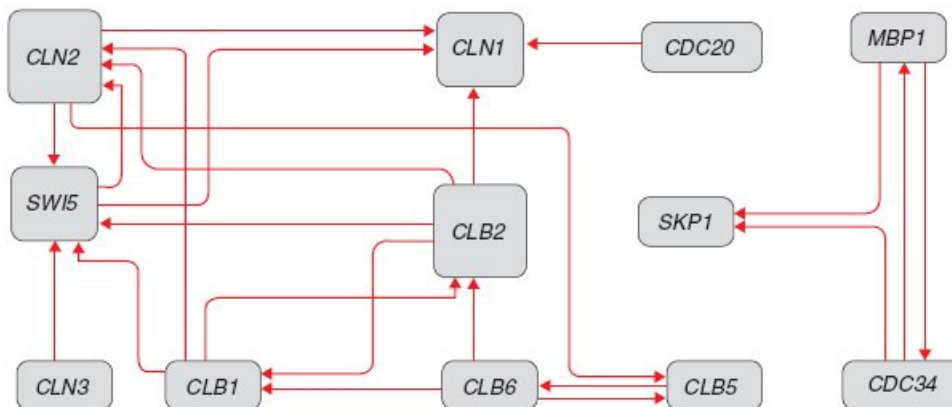 CLN2
CLN1
CDC20
MBP1
SWI5
CLB2
SKP1
CLN3
CLB1
CLB6
CLB5
CDC34